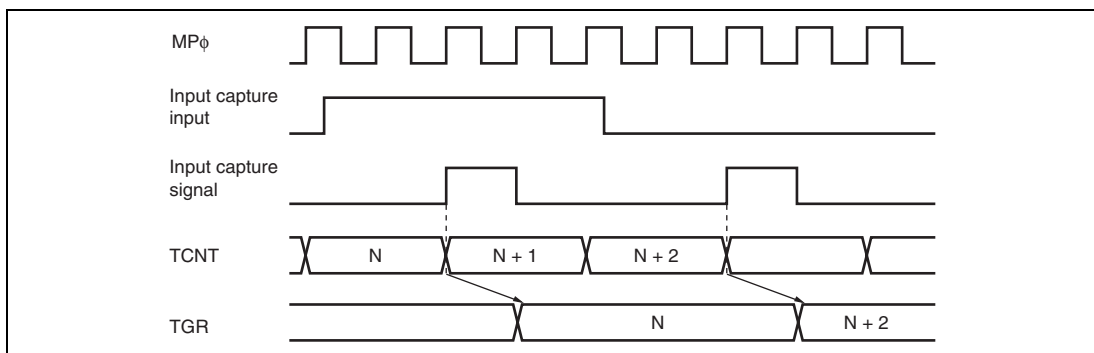 MPφ
Input capture
input
Input capture
signal
TCNT
N
N + 1
N + 2
TGR
N
N + 2